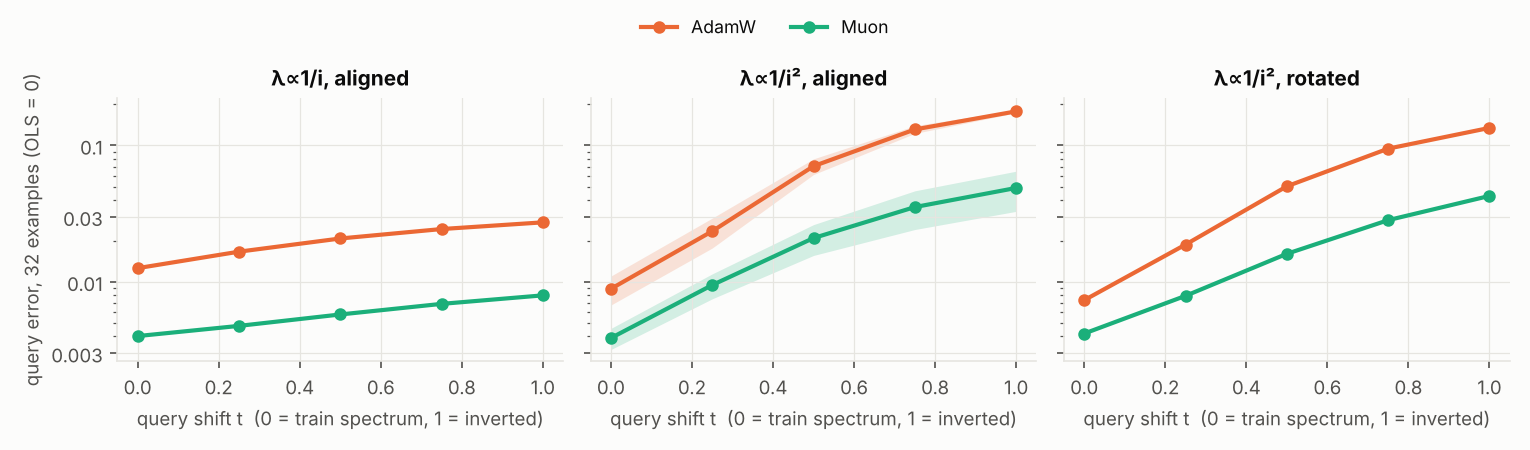 AdamW Muon
λ∝1/i, aligned
λ∝1/i², aligned
λ∝1/i², rotated
query error, 32 examples (OLS = 0)
0.1
0.03
0.01
0.003
0.0 0.2 0.4 0.6 0.8 1.0
0.0 0.2 0.4 0.6 0.8 1.0
0.0 0.2 0.4 0.6 0.8 1.0
query shift t (0 = train spectrum, 1 = inverted)
query shift t (0 = train spectrum, 1 = inverted)
query shift t (0 = train spectrum, 1 = inverted)